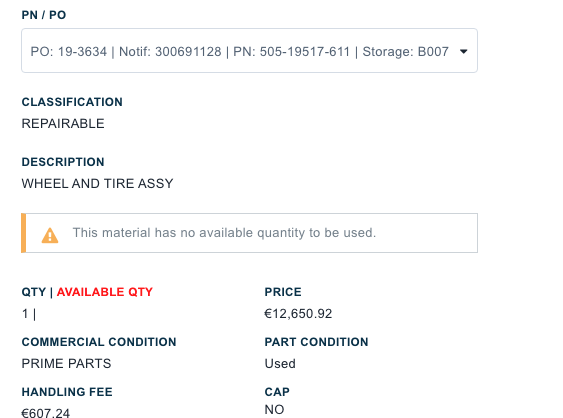 PN / PO
PO: 19-3634 | Notif: 300691128 | PN: 505-19517-611 | Storage: B007
CLASSIFICATION
REPAIRABLE
DESCRIPTION
WHEEL AND TIRE ASSY
This material has no available quantity to be used.
QTY | AVAILABLE QTY
1 |
PRICE
€12,650.92
COMMERCIAL CONDITION
PRIME PARTS
PART CONDITION
Used
HANDLING FEE
€607.24
CAP
NO